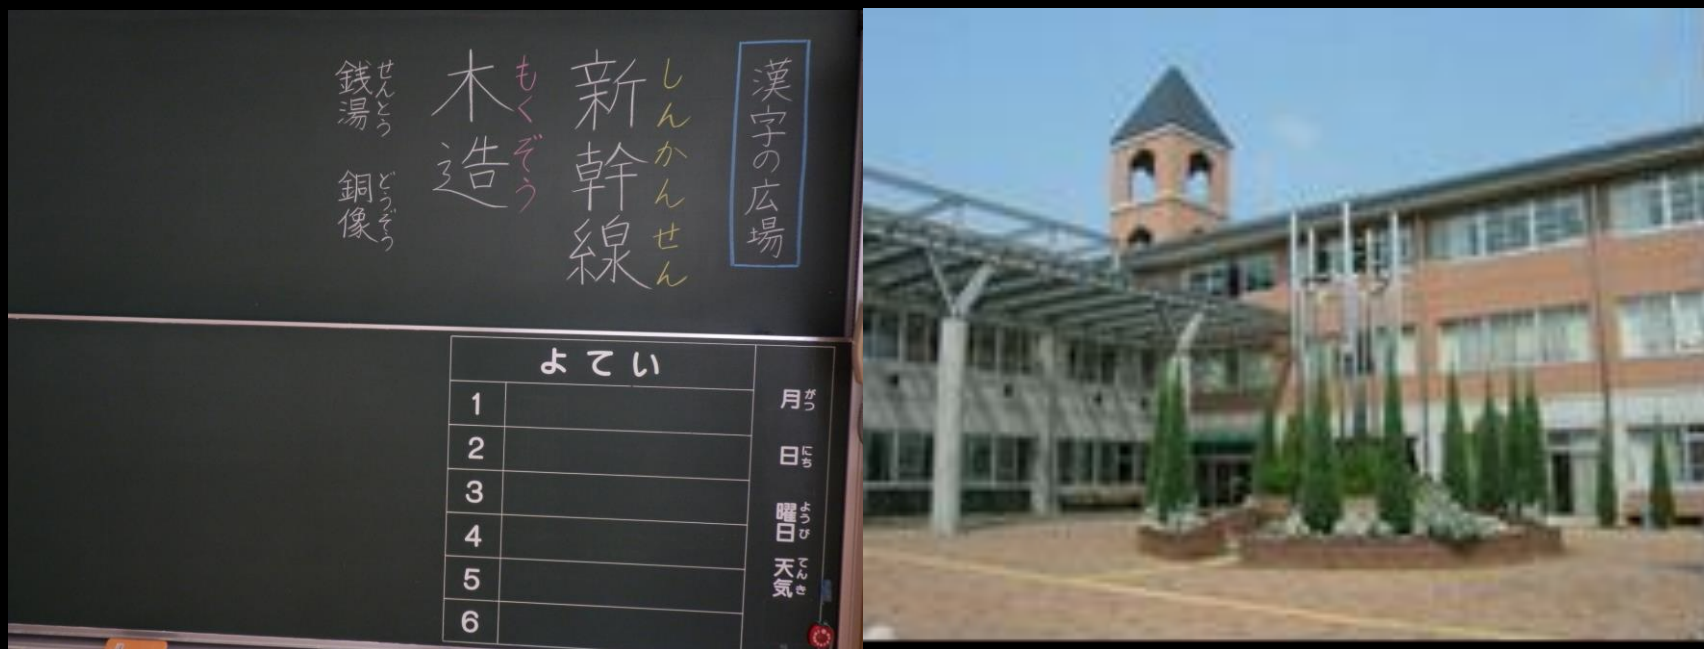 漢字の広場
しんかんせん
新幹線
もくぞう
木造
せんとう どうぞう
銭湯 銅像
よてい
1
2
3
4
5
6
月 がつ
日 にち
曜日 ようび
天気 てんき